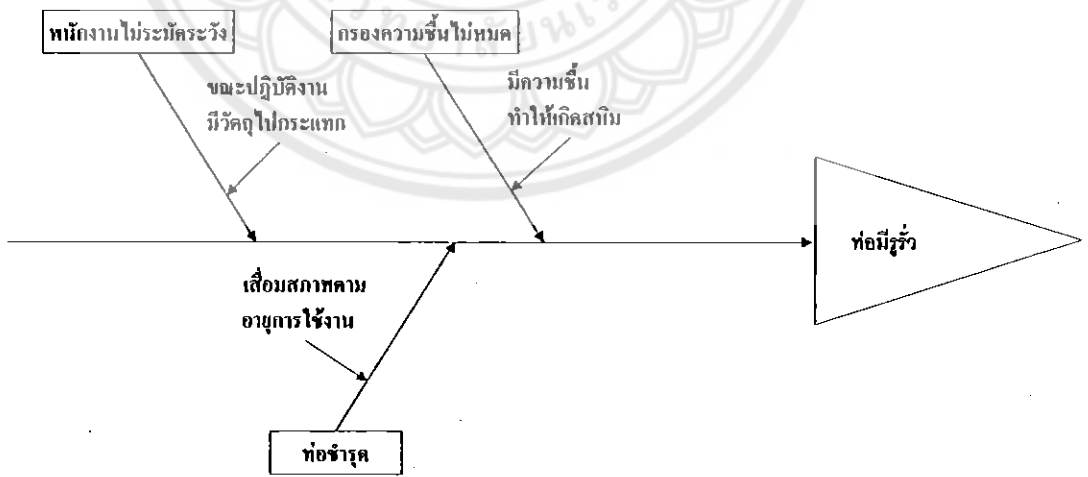 พนักงานไม่ระมัดระวัง
กรองความชื้นไม่หมด
ขณะปฏิบัติงาน
มีวัตถุไปกระแทก
มีความชื้น
ทำให้เกิดสนิม
ท่อมีรูรั่ว
เสื่อมสภาพตาม
อายุการใช้งาน
ท่อชำรุด